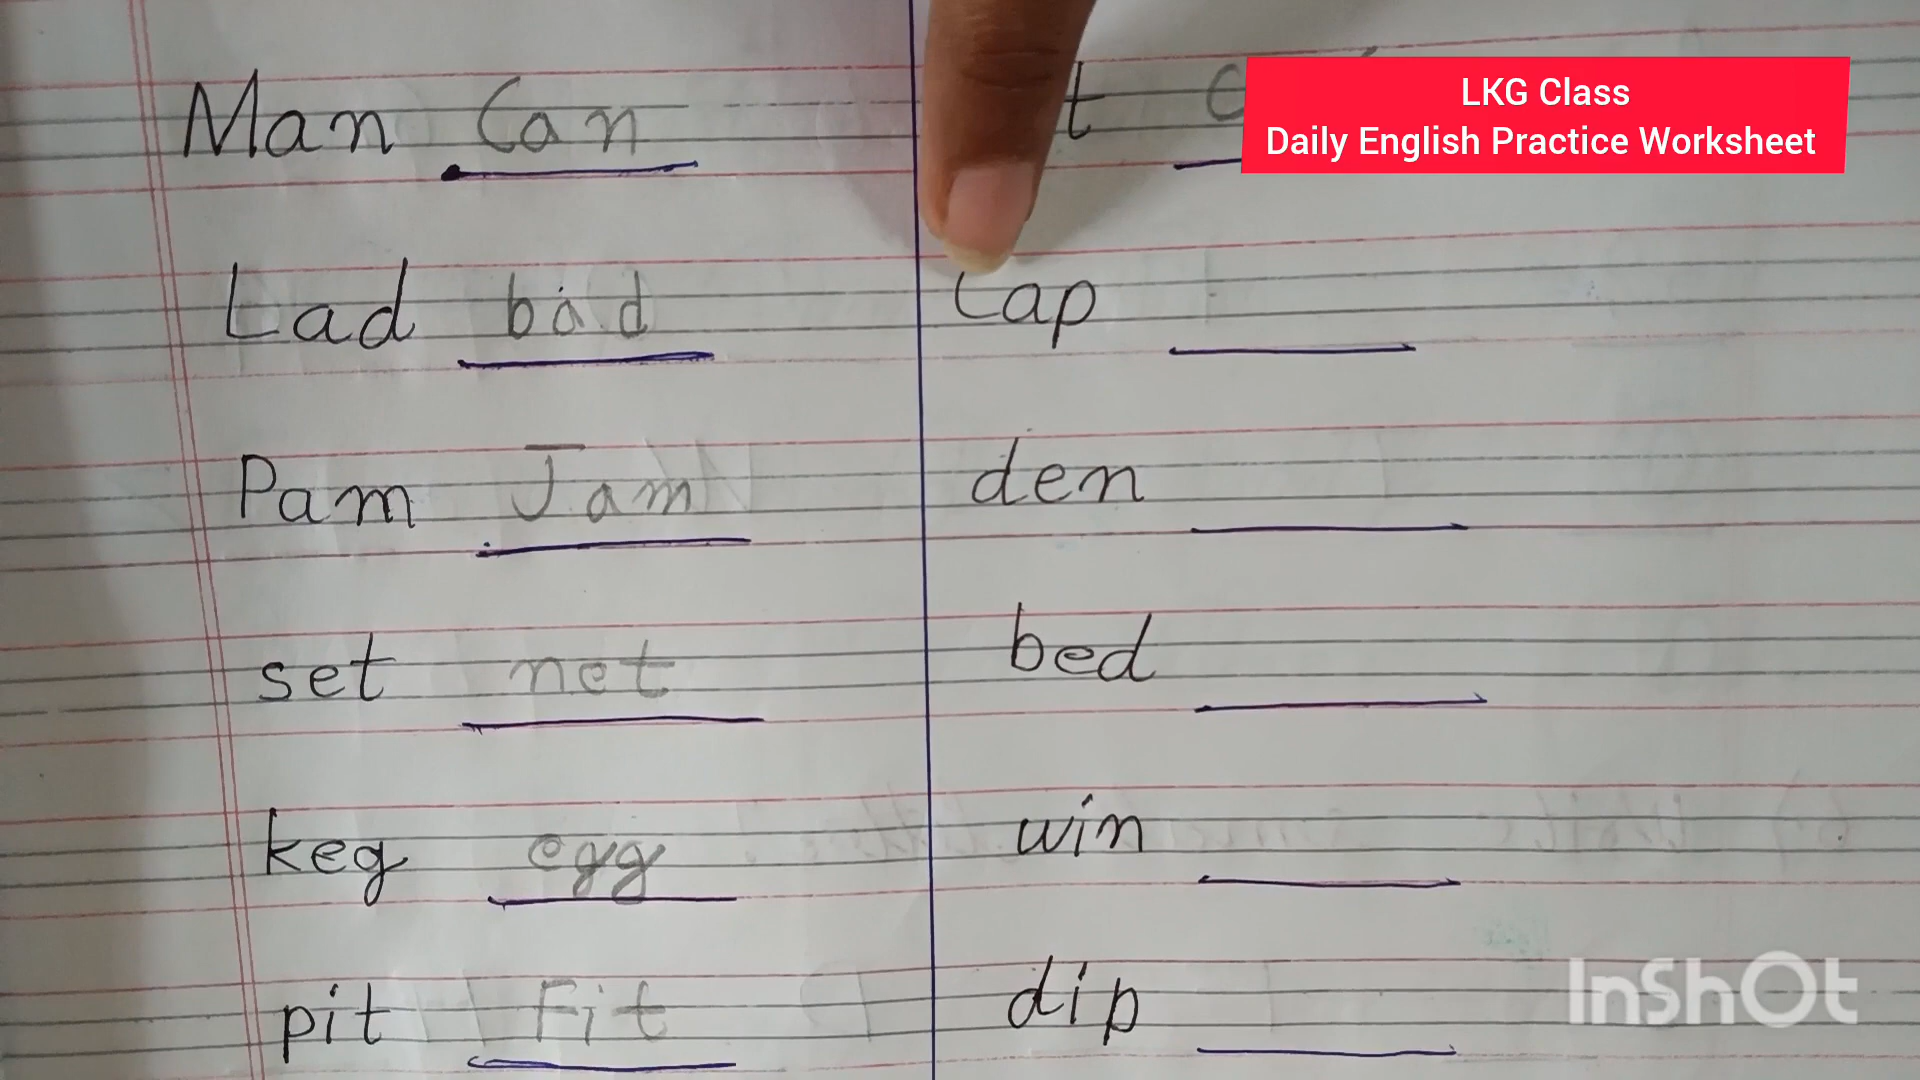 LKG Class
Daily English Practice Worksheet
Man Can
Lad bad Cap
Pam Jam den
set net bed
keg egg win
pit Fit dip
InShOt